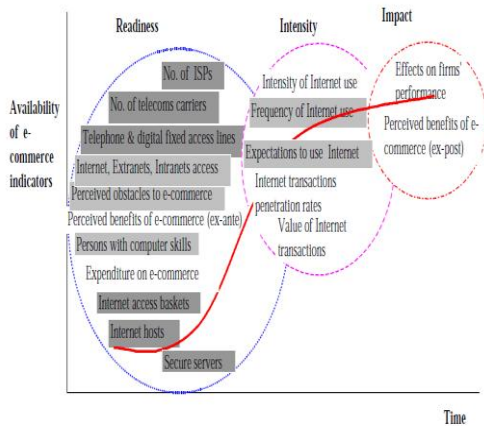 Readiness
Intensity
Impact
Availability
of e-
commerce
indicators
No. of ISPs
No. of telecoms carriers
Telephone & digital fixed access lines
Internet, Extranets, Intranets access
Perceived obstacles to e-commerce
Perceived benefits of e-commerce (ex-ante)
Persons with computer skills
Expenditure on e-commerce
Internet access baskets
Internet hosts
Secure servers
Intensity of Internet use
Frequency of Internet use
Expectations to use Internet
Internet transactions
penetration rates
Value of Internet
transactions
Effects on firms'
performance
Perceived benefits of e-
commerce (ex-post)
Time